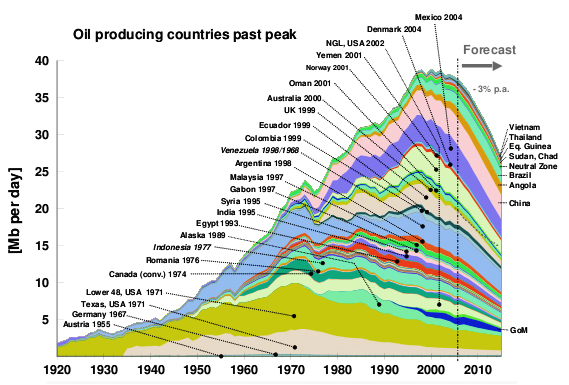 Mexico 2004
Denmark 2004
Oil producing countries past peak
NGL, USA 2002
Forecast
Yemen 2001
Norway 2001
- 3% p.a.
Oman 2001
Australia 2000
UK 1999
Ecuador 1999
Colombia 1999
Venezuela 1998/1968
Argentina 1998
Malaysia 1997
Gabon 1997
Syria 1995
India 1995
Egypt 1993
Alaska 1989
Indonesia 1977
Romania 1976
Canada (conv.) 1974
Lower 48, USA 1971
Texas, USA 1971
Germany 1967
Austria 1955
Vietnam
Thailand
Eq. Guinea
Sudan, Chad
Neutral Zone
Brazil
Angola
China
GoM
[Mb per day]
40
35
30
25
20
15
10
5
1920 1930 1940 1950 1960 1970 1980 1990 2000 2010